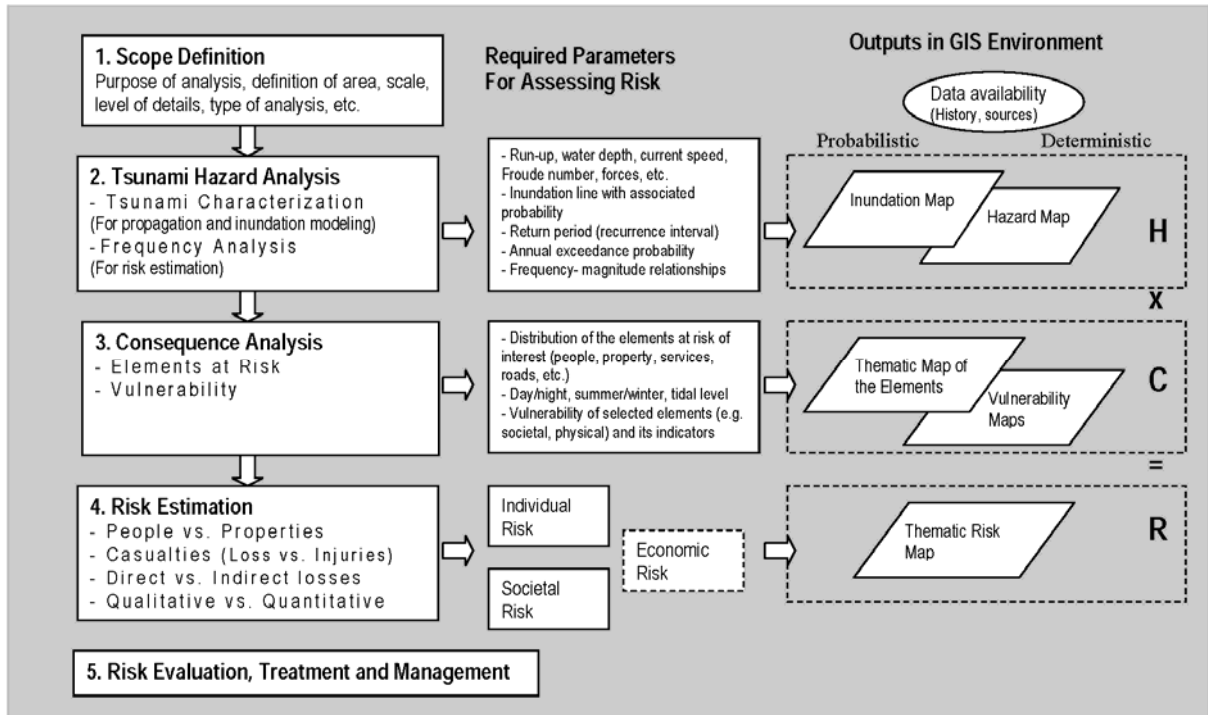 1. Scope Definition
Purpose of analysis, definition of area, scale,
level of details, type of analysis, etc.
Required Parameters
For Assessing Risk
Outputs in GIS Environment
Data availability
(History, sources)
Probabilistic
Deterministic
2. Tsunami Hazard Analysis
- Tsunami Characterization
(For propagation and inundation modeling)
- Frequency Analysis
(For risk estimation)
- Run-up, water depth, current speed,
Froude number, forces, etc.
- Inundation line with associated
probability
- Return period (recurrence interval)
- Annual exceedance probability
- Frequency- magnitude relationships
Inundation Map
Hazard Map
H
x
3. Consequence Analysis
- Elements at Risk
- Vulnerability
- Distribution of the elements at risk of
interest (people, property, services,
roads, etc.)
- Day/night, summer/winter, tidal level
- Vulnerability of selected elements (e.g.
societal, physical) and its indicators
Thematic Map of
the Elements
Vulnerability
Maps
C
=
4. Risk Estimation
- People vs. Properties
- Casualties (Loss vs. Injuries)
- Direct vs. Indirect losses
- Qualitative vs. Quantitative
Individual
Risk
Societal
Risk
Economic
Risk
Thematic Risk
Map
R
5. Risk Evaluation, Treatment and Management